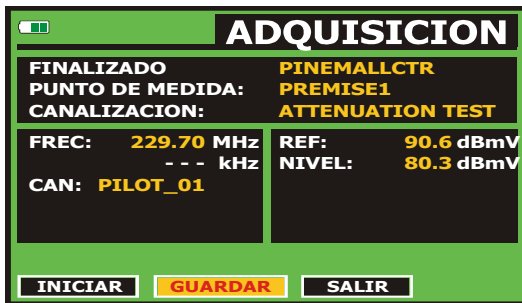 ADQUISICION
FINALIZADO PINEMALLCTR
PUNTO DE MEDIDA: PREMISE1
CANALIZACION: ATTENUATION TEST
FREC: 229.70 MHz
- - - kHz
CAN: PILOT_01
REF: 90.6 dBmV
NIVEL: 80.3 dBmV
INICIAR GUARDAR SALIR